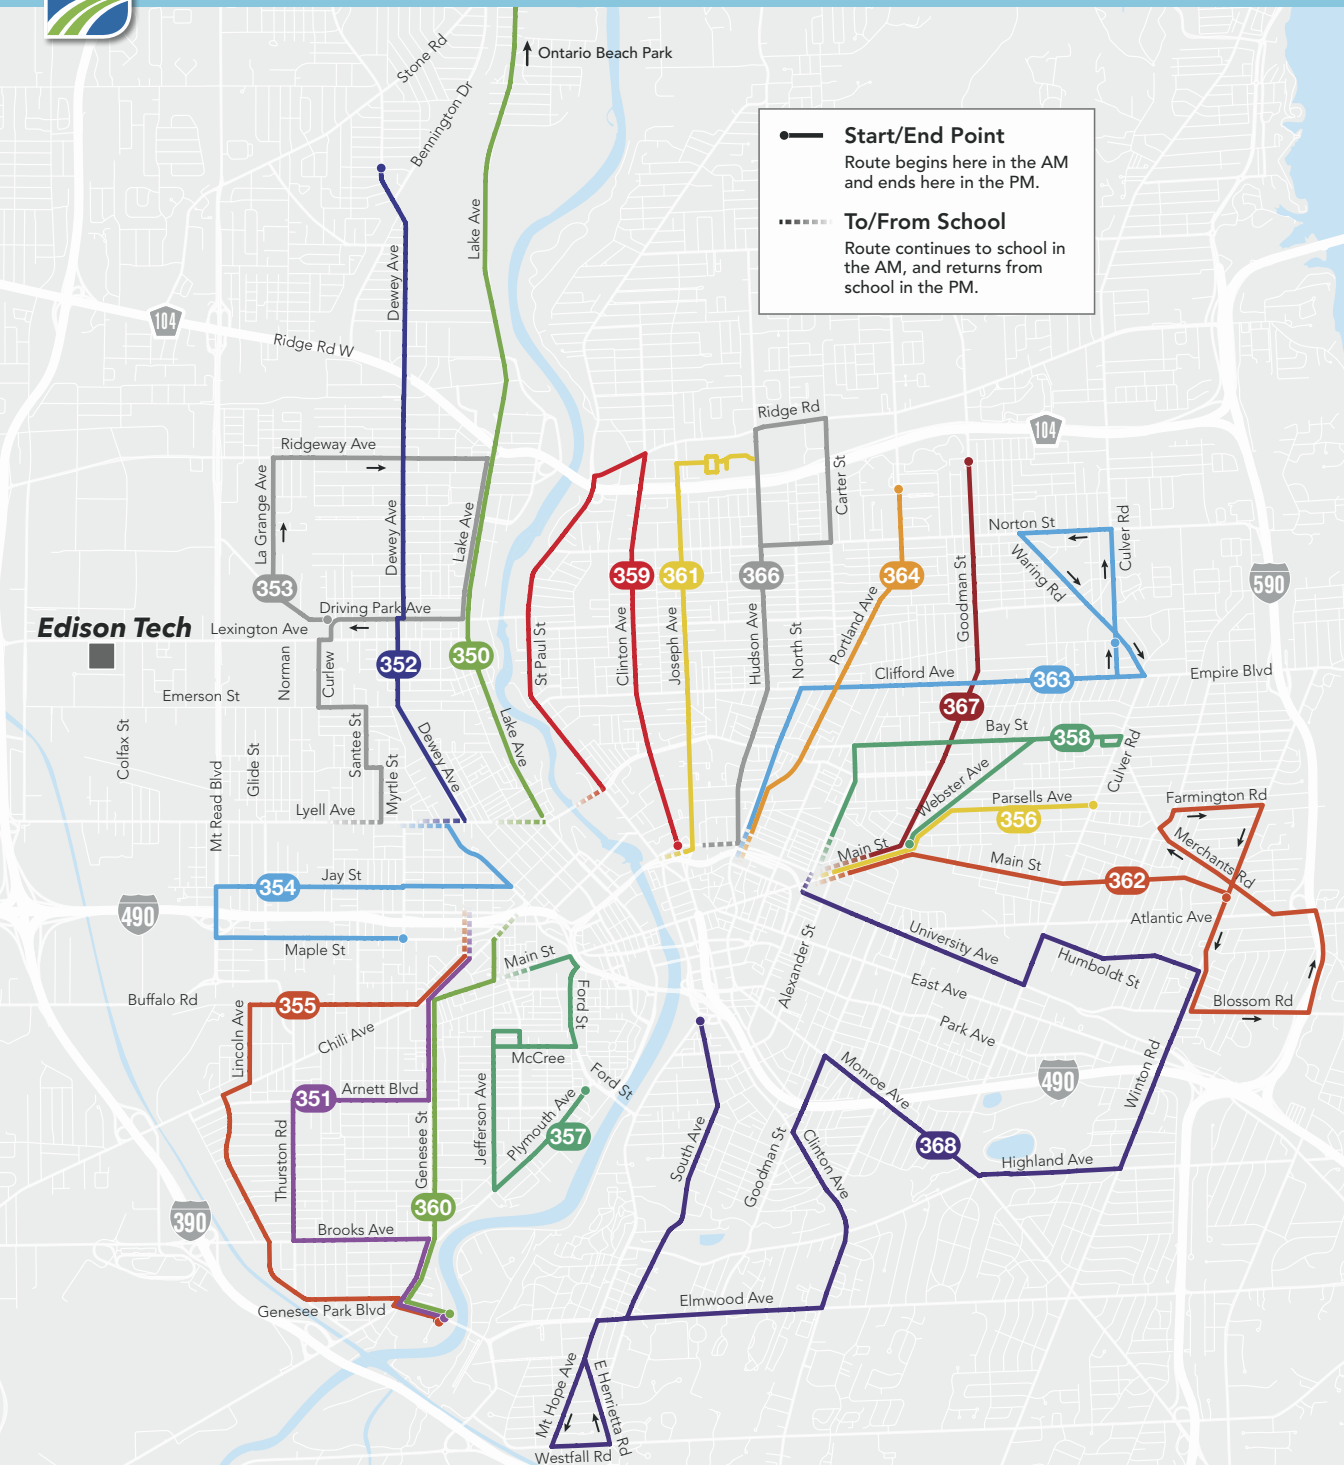 Ontario Beach Park
Stone Rd
Bennington Dr
Start/End Point
Route begins here in the AM
and ends here in the PM.
To/From School
Route continues to school in
the AM, and returns from
school in the PM.
Lake Ave
Dewey Ave
104
Ridge Rd W
Ridge Rd
104
Ridgeway Ave
La Grange Ave
Dewey Ave
Lake Ave
Carter St
Norton St
Culver Rd
Waring Rd
590
353
359
361
366
364
Goodman St
Driving Park Ave
Lexington Ave
Edison Tech
352
350
Norman
Curlew
St Paul St
Clinton Ave
Joseph Ave
Hudson Ave
North St
Portland Ave
Clifford Ave
363
Empire Blvd
Emerson St
367
Bay St
358
Culver Rd
Colfax St
Mt Read Blvd
Glide St
Santee St
Myrtle St
Dewey Ave
Lake Ave
Webster Ave
Lyell Ave
Parsells Ave
356
Farmington Rd
Merchants Rd
Main St
Main St
362
Jay St
354
490
Maple St
Atlantic Ave
Main St
Alexander St
University Ave
Humboldt St
East Ave
Park Ave
Blossom Rd
Buffalo Rd
355
Lincoln Ave
Chili Ave
Ford St
McCree
Ford St
490
Winton Rd
Monroe Ave
351
Arnett Blvd
Genesee St
Jefferson Ave
Plymouth Ave
357
South Ave
Goodman St
Clinton Ave
368
Highland Ave
Thurston Rd
390
360
Brooks Ave
Genesee Park Blvd
Elmwood Ave
Mt Hope Ave
E Henrietta Rd
Westfall Rd